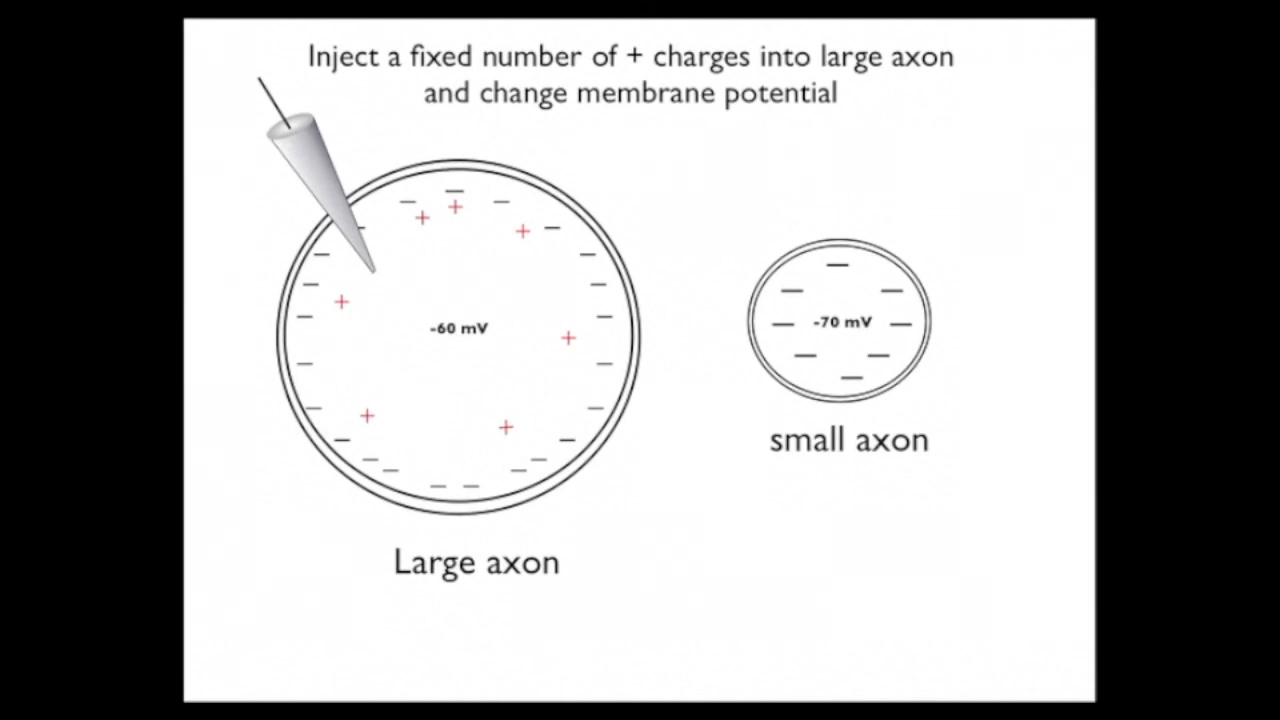 Inject a fixed number of + charges into large axon
and change membrane potential
-60 mV
-70 mV
small axon
Large axon